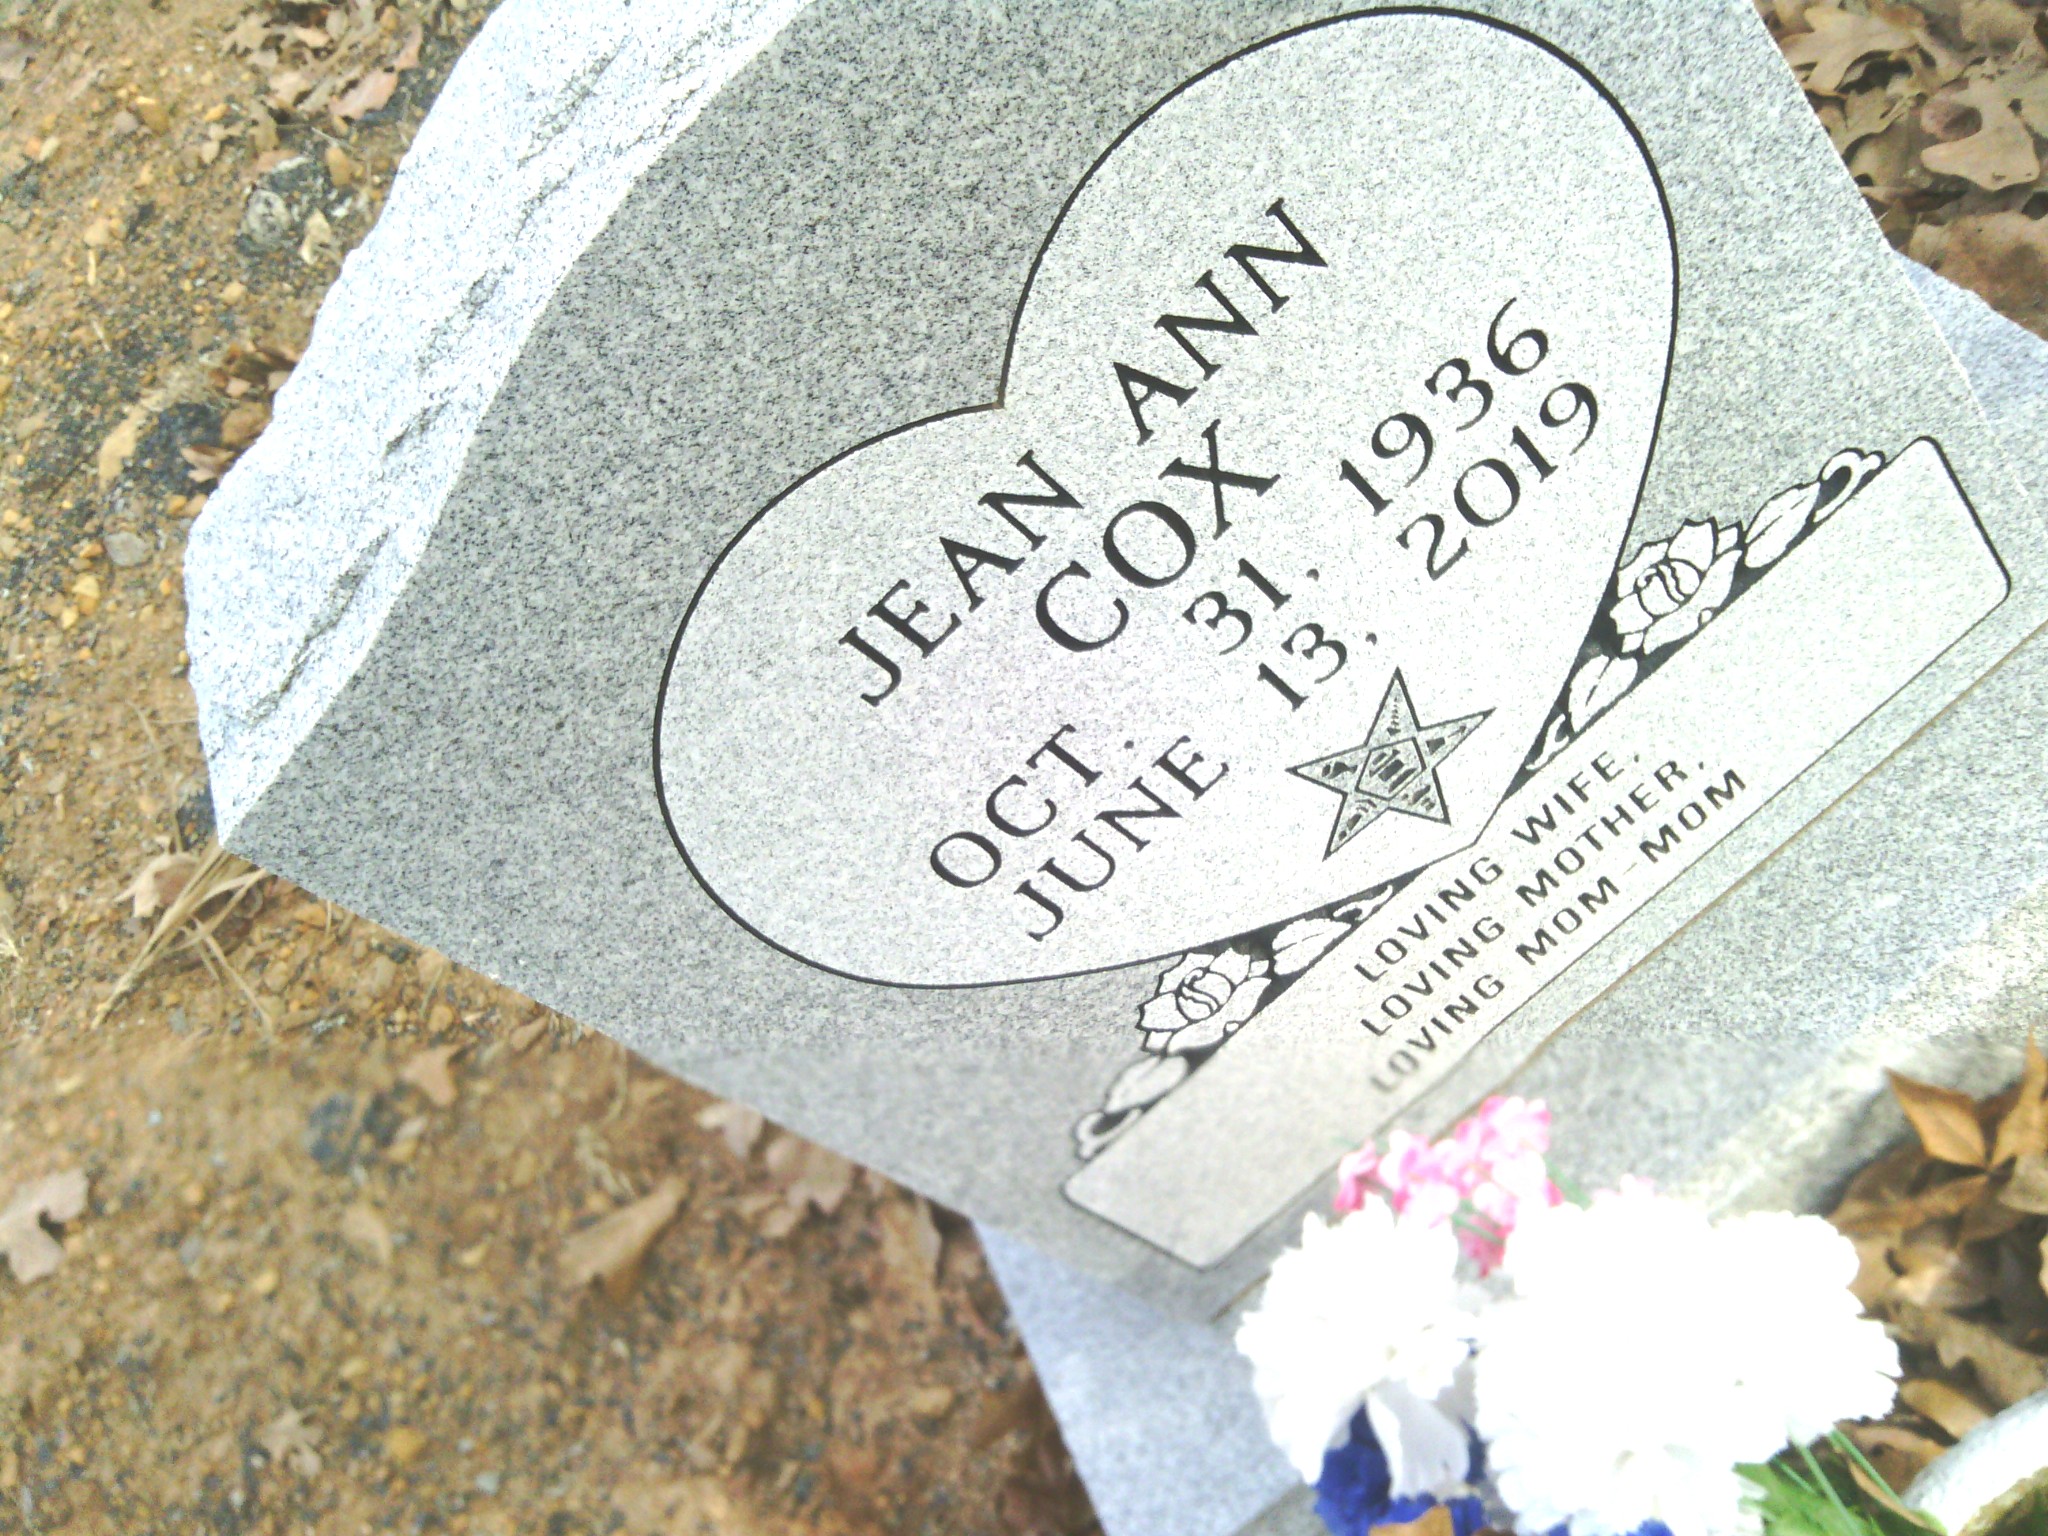 JEAN ANN
COX
OCT. 31, 1936
JUNE 13, 2019
LOVING WIFE,
LOVING MOTHER,
LOVING MOM-MOM